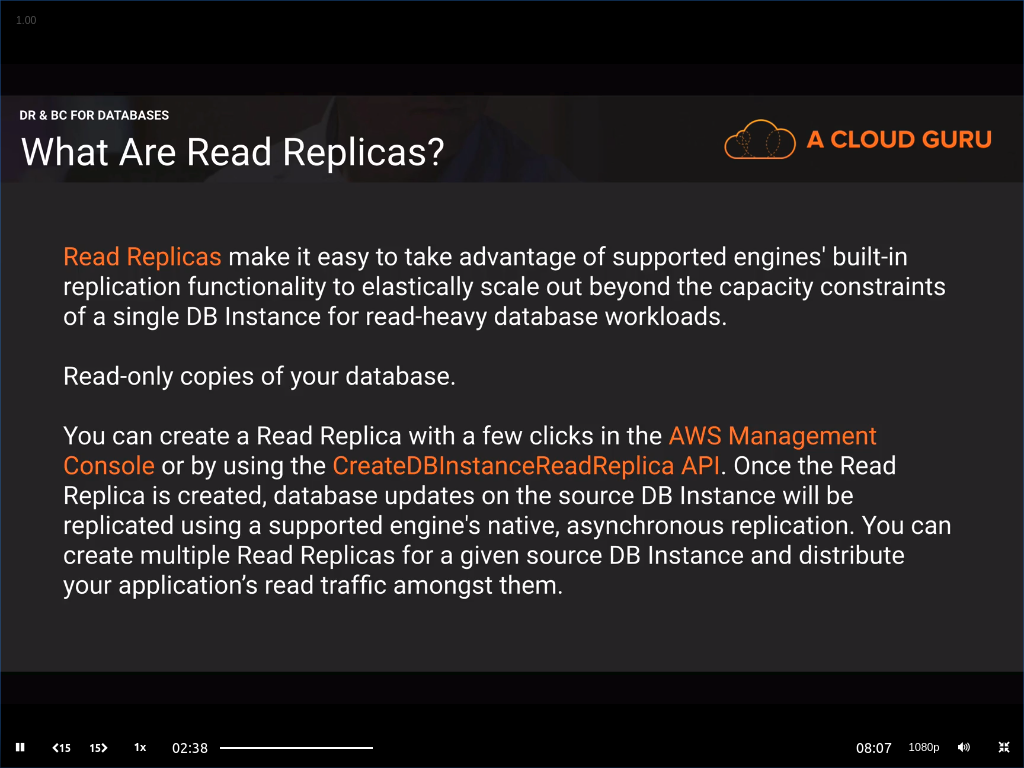 1.00
DR & BC FOR DATABASES
What Are Read Replicas?
A CLOUD GURU
Read Replicas make it easy to take advantage of supported engines' built-in
replication functionality to elastically scale out beyond the capacity constraints
of a single DB Instance for read-heavy database workloads.
Read-only copies of your database.
You can create a Read Replica with a few clicks in the AWS Management
Console or by using the CreateDBInstanceReadReplica API. Once the Read
Replica is created, database updates on the source DB Instance will be
replicated using a supported engine's native, asynchronous replication. You can
create multiple Read Replicas for a given source DB Instance and distribute
your application’s read traffic amongst them.
15 15 1x 02:38 08:07 1080p